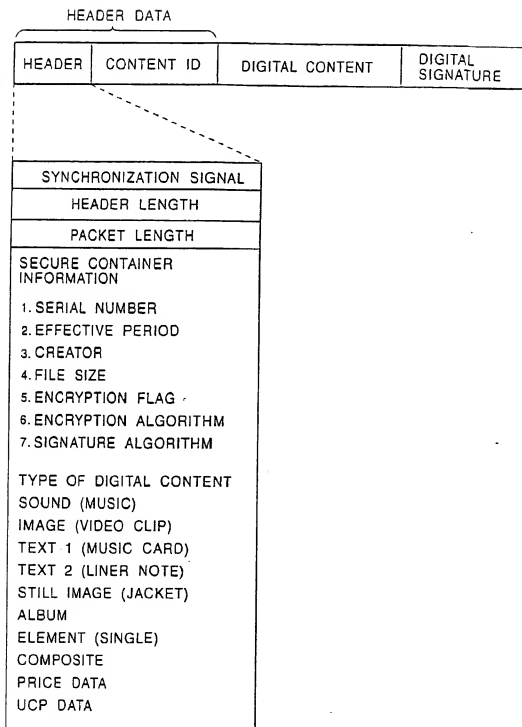 HEADER DATA
HEADER
CONTENT ID
DIGITAL CONTENT
DIGITAL
SIGNATURE
SYNCHRONIZATION SIGNAL
HEADER LENGTH
PACKET LENGTH
SECURE CONTAINER
INFORMATION
1. SERIAL NUMBER
2. EFFECTIVE PERIOD
3. CREATOR
4. FILE SIZE
5. ENCRYPTION FLAG
6. ENCRYPTION ALGORITHM
7. SIGNATURE ALGORITHM
TYPE OF DIGITAL CONTENT
SOUND (MUSIC)
IMAGE (VIDEO CLIP)
TEXT 1 (MUSIC CARD)
TEXT 2 (LINER NOTE)
STILL IMAGE (JACKET)
ALBUM
ELEMENT (SINGLE)
COMPOSITE
PRICE DATA
UCP DATA